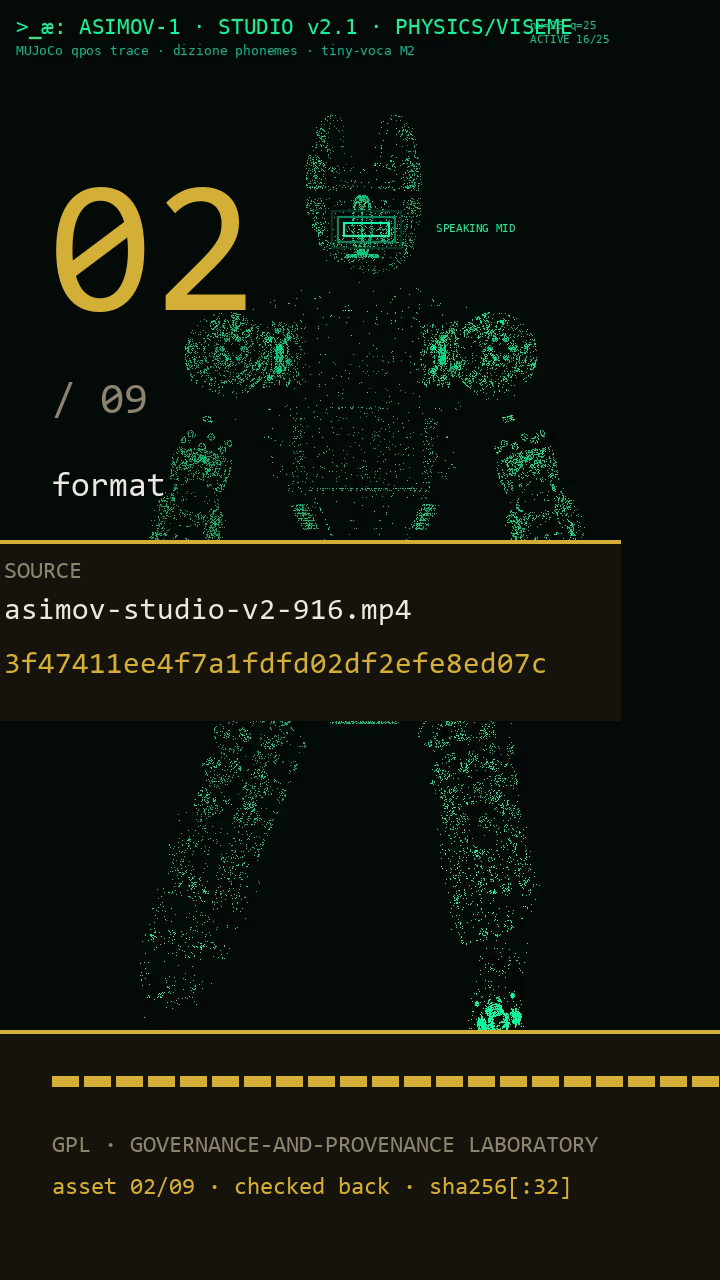 >_æ: ASIMOV-1 · STUDIO v2.1 · PHYSICS/VISEME
q=25
ACTIVE 16/25
MUJoCo qpos trace · dizione phonemes · tiny-voca M2
02
SPEAKING MID
/ 09
format
SOURCE
asimov-studio-v2-916.mp4
3f47411ee4f7a1fdfd02df2efe8ed07c
GPL · GOVERNANCE-AND-PROVENANCE LABORATORY
asset 02/09 · checked back · sha256[:32]